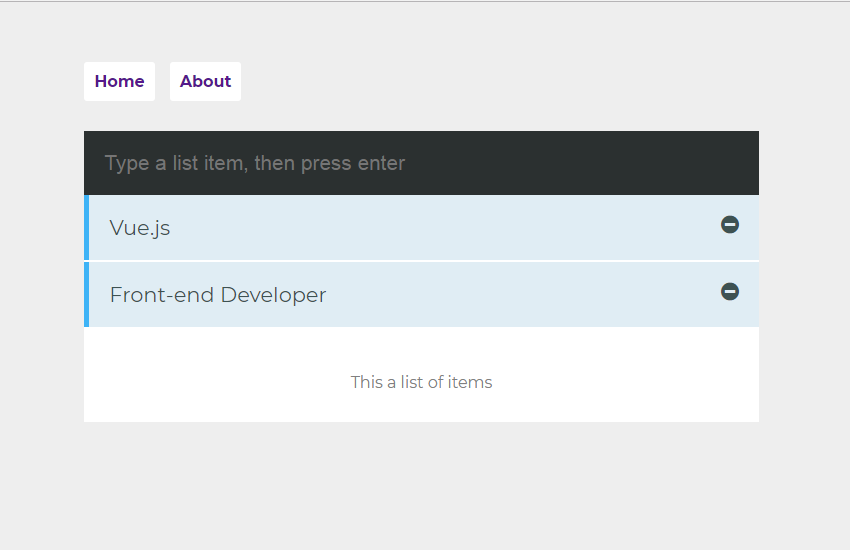 Home About
Type a list item, then press enter
Vue.js
Front-end Developer
This a list of items